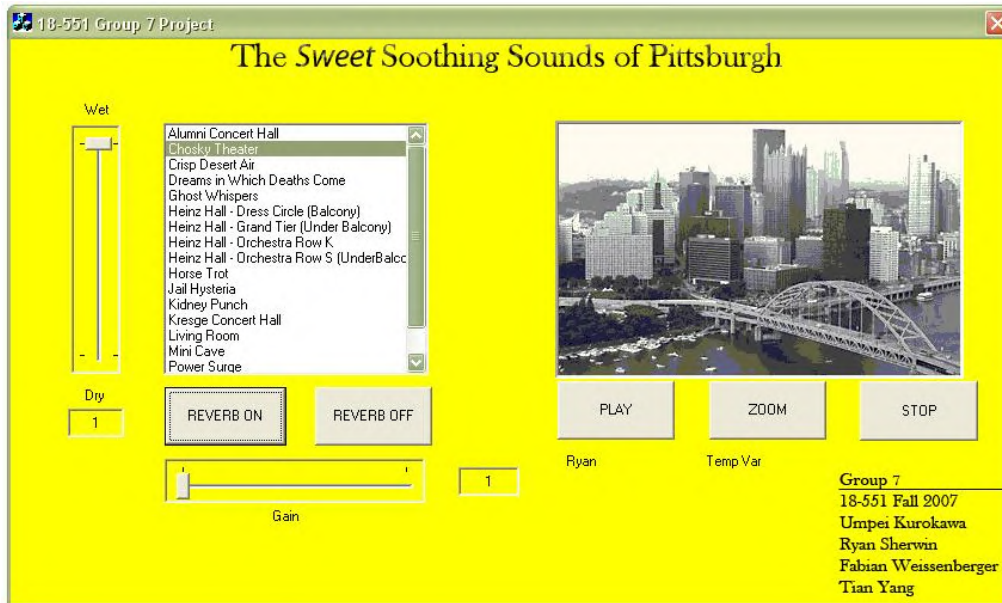 18-551 Group 7 Project
The Sweet Soothing Sounds of Pittsburgh
Wet
Alumni Concert Hall
Chosky Theater
Crisp Desert Air
Dreams in Which Deaths Come
Ghost Whispers
Heinz Hall - Dress Circle (Balcony)
Heinz Hall - Grand Tier (Under Balcony)
Heinz Hall - Orchestra Row K
Heinz Hall - Orchestra Row S (UnderBalco
Horse Trot
Jail Hysteria
Kidney Punch
Kresge Concert Hall
Living Room
Mini Cave
Power Surge
Dry
1
REVERB ON
REVERB OFF
Gain
1
PLAY
ZOOM
STOP
Ryan
Temp Var
Group 7
18-551 Fall 2007
Umpei Kurokawa
Ryan Sherwin
Fabian Weissenberger
Tian Yang